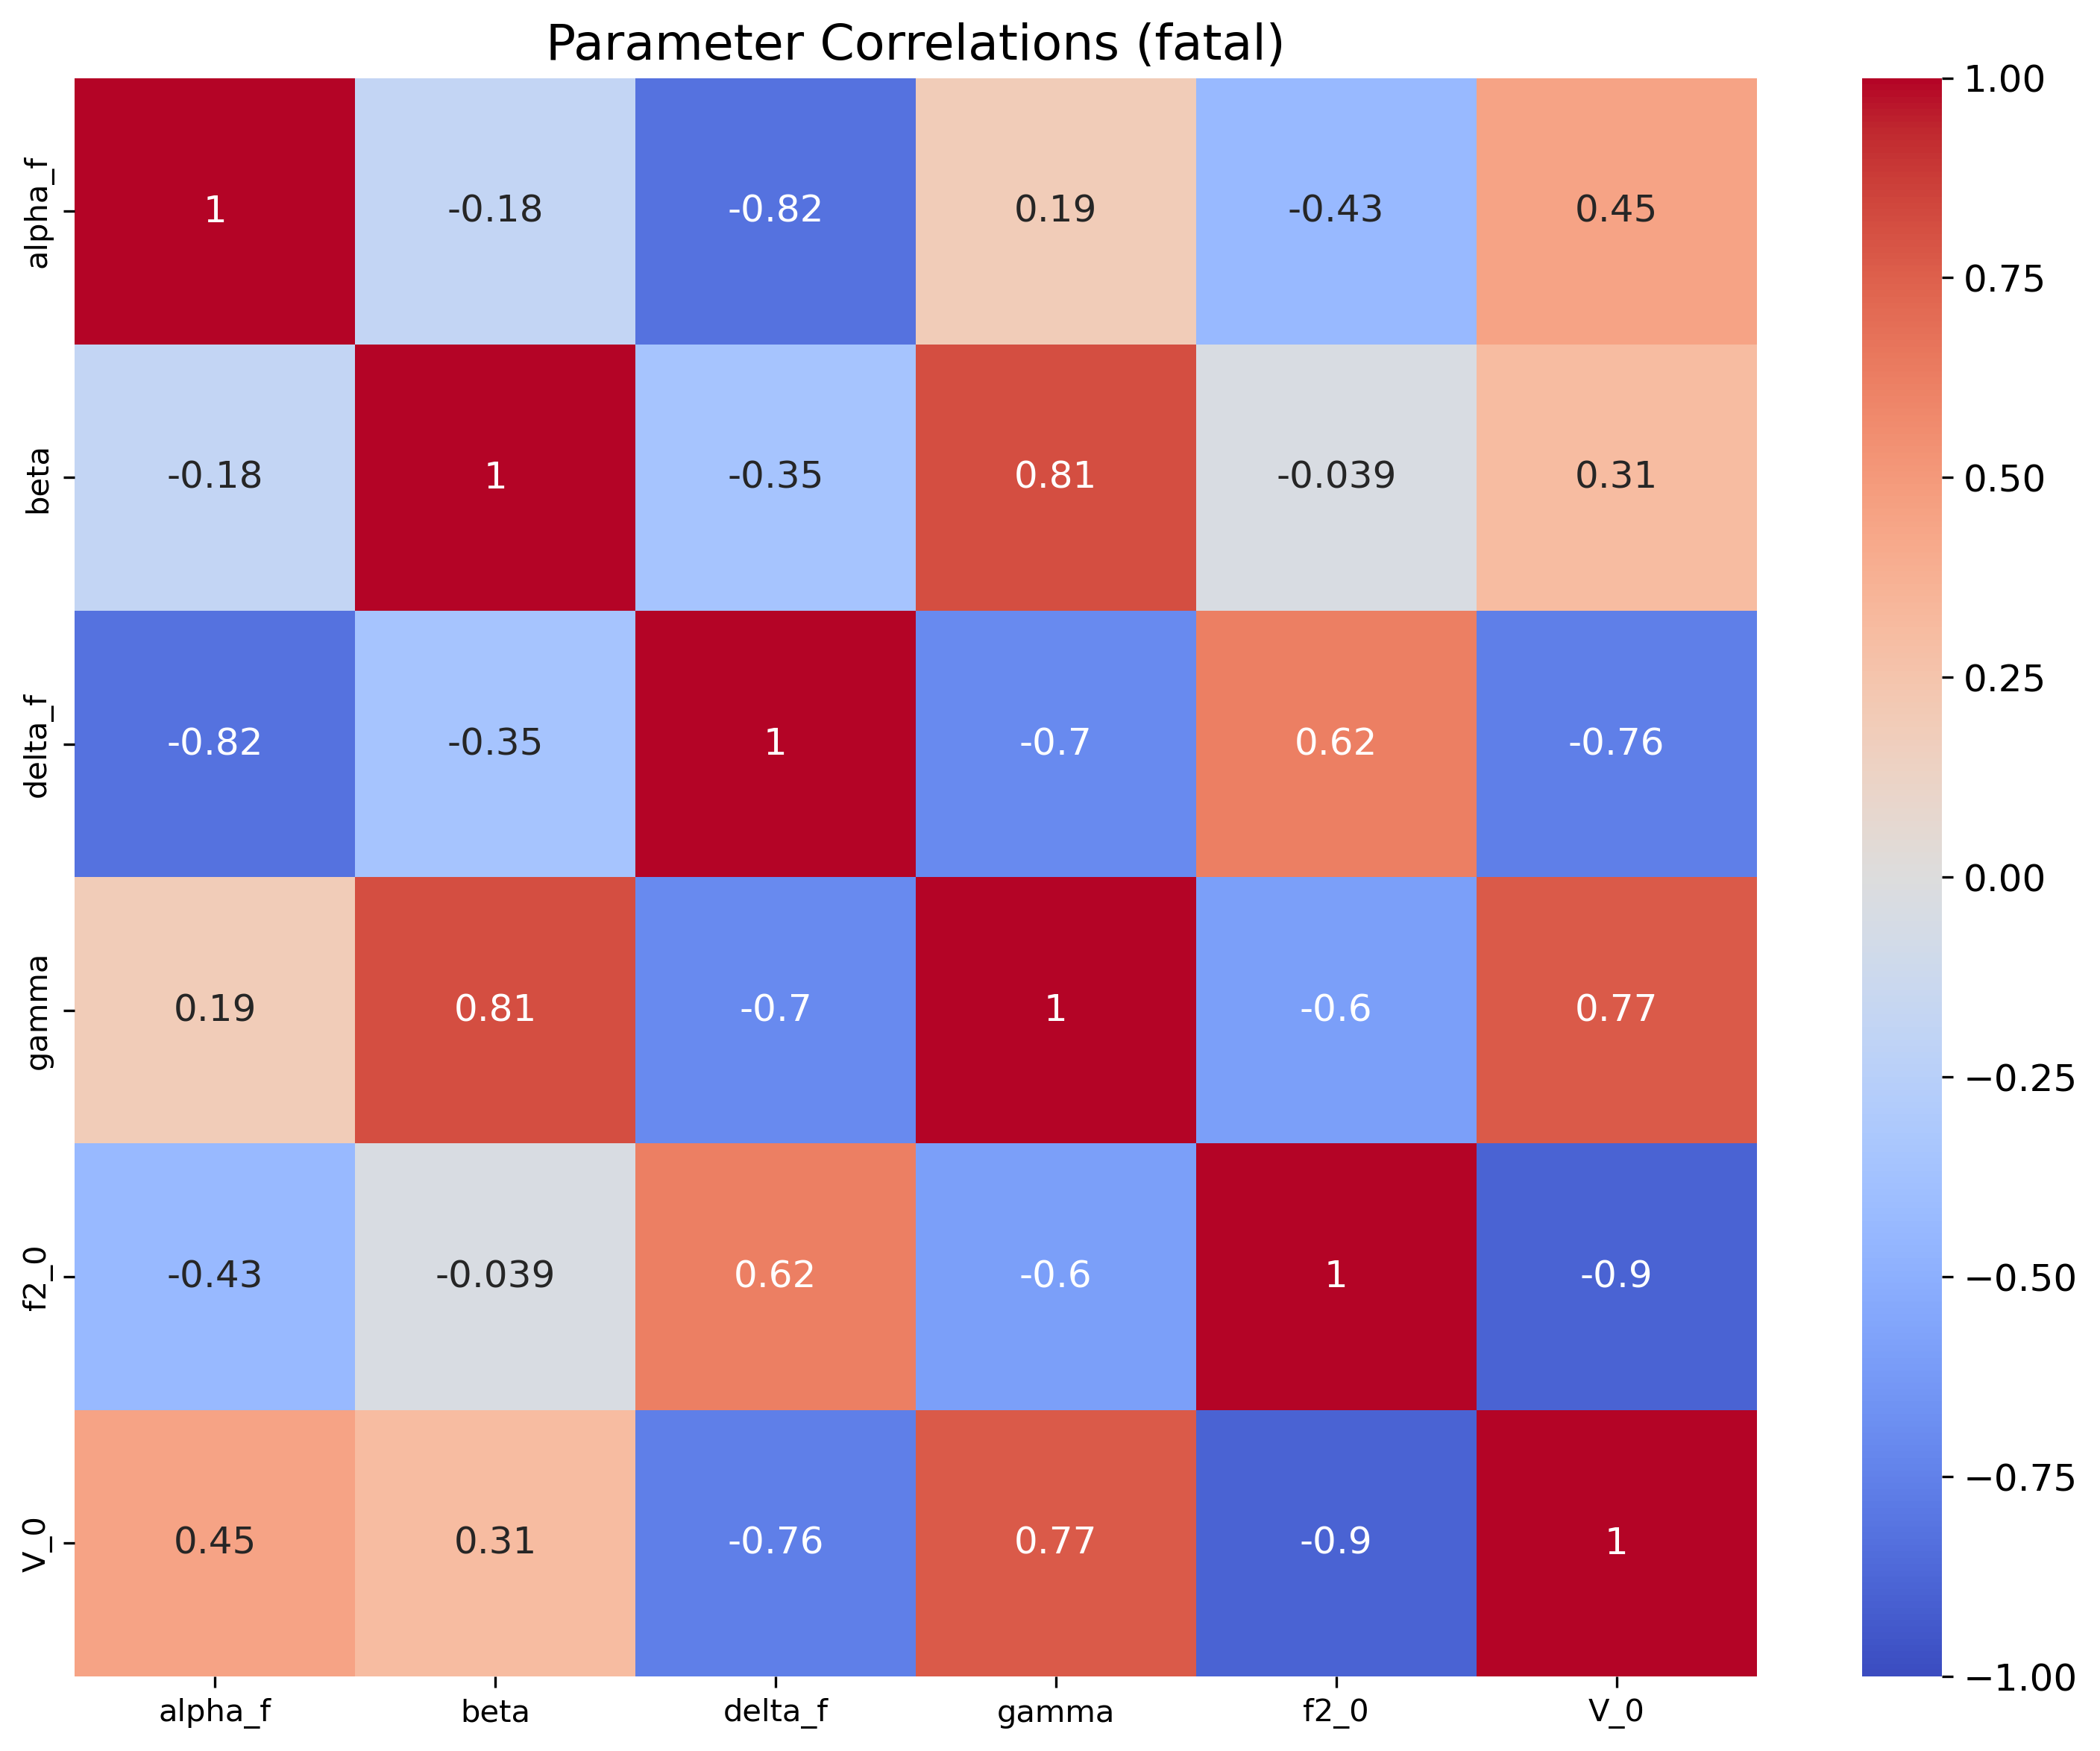 Parameter Correlations (fatal)
alpha_f 1 -0.18 -0.82 0.19 -0.43 0.45
beta -0.18 1 -0.35 0.81 -0.039 0.31
delta_f -0.82 -0.35 1 -0.7 0.62 -0.76
gamma 0.19 0.81 -0.7 1 -0.6 0.77
f2_0 -0.43 -0.039 0.62 -0.6 1 -0.9
V_0 0.45 0.31 -0.76 0.77 -0.9 1
alpha_f beta delta_f gamma f2_0 V_0
1.00
0.75
0.50
0.25
0.00
−0.25
−0.50
−0.75
−1.00